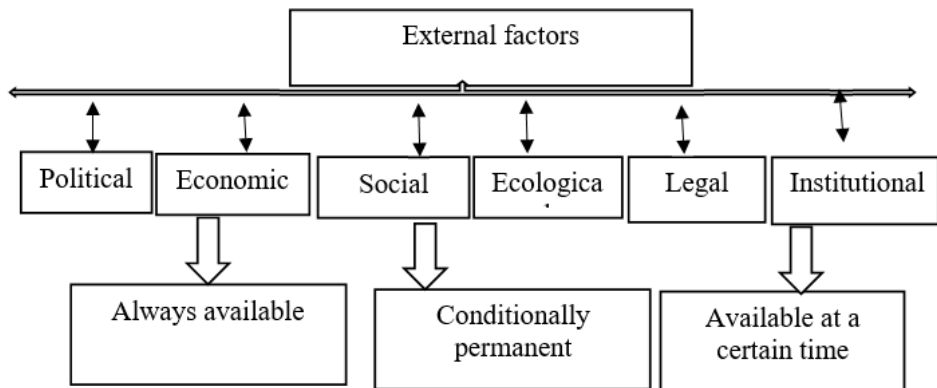 External factors
Political
Economic
Social
Ecologica
Legal
Institutional
Always available
Conditionally
permanent
Available at a
certain time